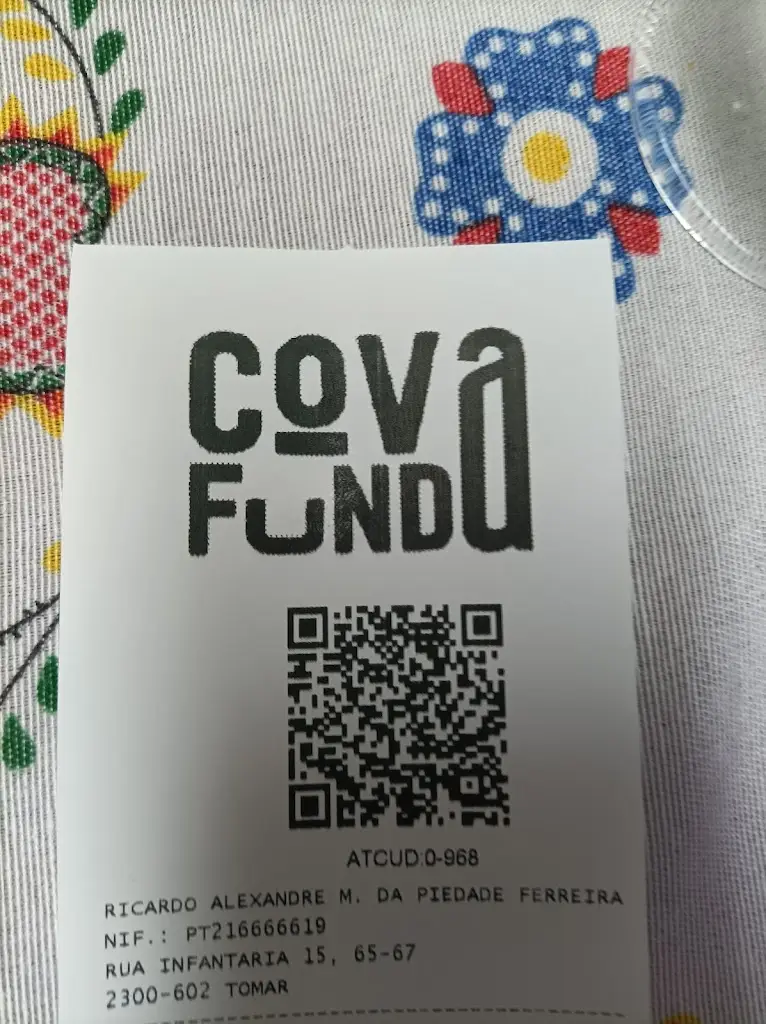 COVA
FUNDA
ATCUD:0-968
RICARDO ALEXANDRE M. DA PIEDADE FERREIRA
NIF.: PT216666619
RUA INFANTARIA 15, 65-67
2300-602 TOMAR